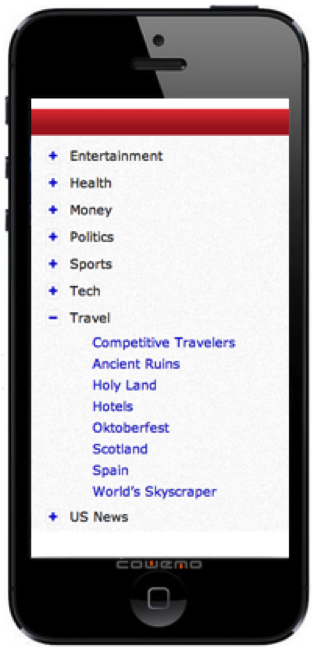 + Entertainment
+ Health
+ Money
+ Politics
+ Sports
+ Tech
− Travel
Competitive Travelers
Ancient Ruins
Holy Land
Hotels
Oktoberfest
Scotland
Spain
World's Skyscraper
+ US News
COWEMO